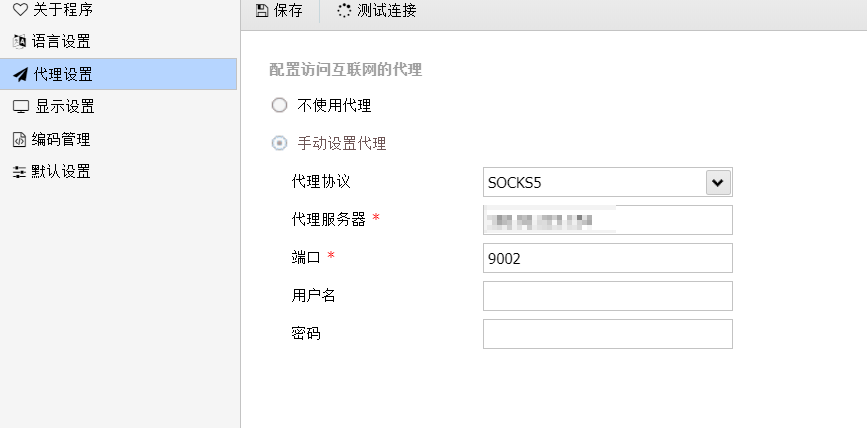 关于程序
语言设置
代理设置
显示设置
编码管理
默认设置
保存 测试连接
配置访问互联网的代理
不使用代理
手动设置代理
代理协议 SOCKS5
代理服务器 *
端口 * 9002
用户名
密码